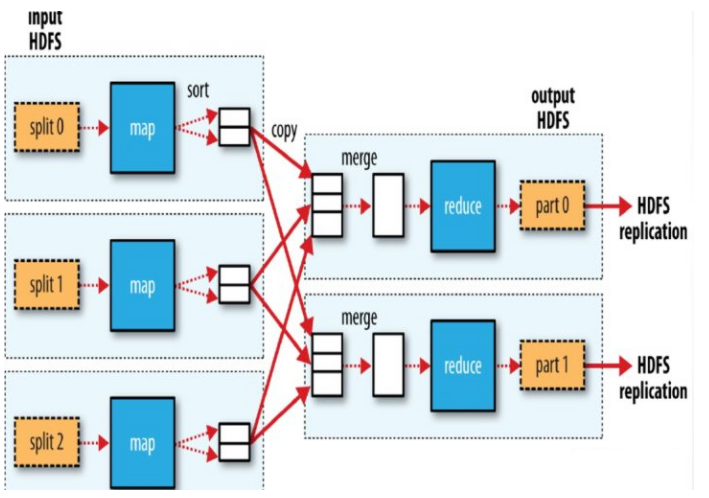 input
HDFS
sort
split 0
map
copy
output
HDFS
merge
reduce
part 0
HDFS
replication
split 1
map
merge
reduce
part 1
HDFS
replication
split 2
map